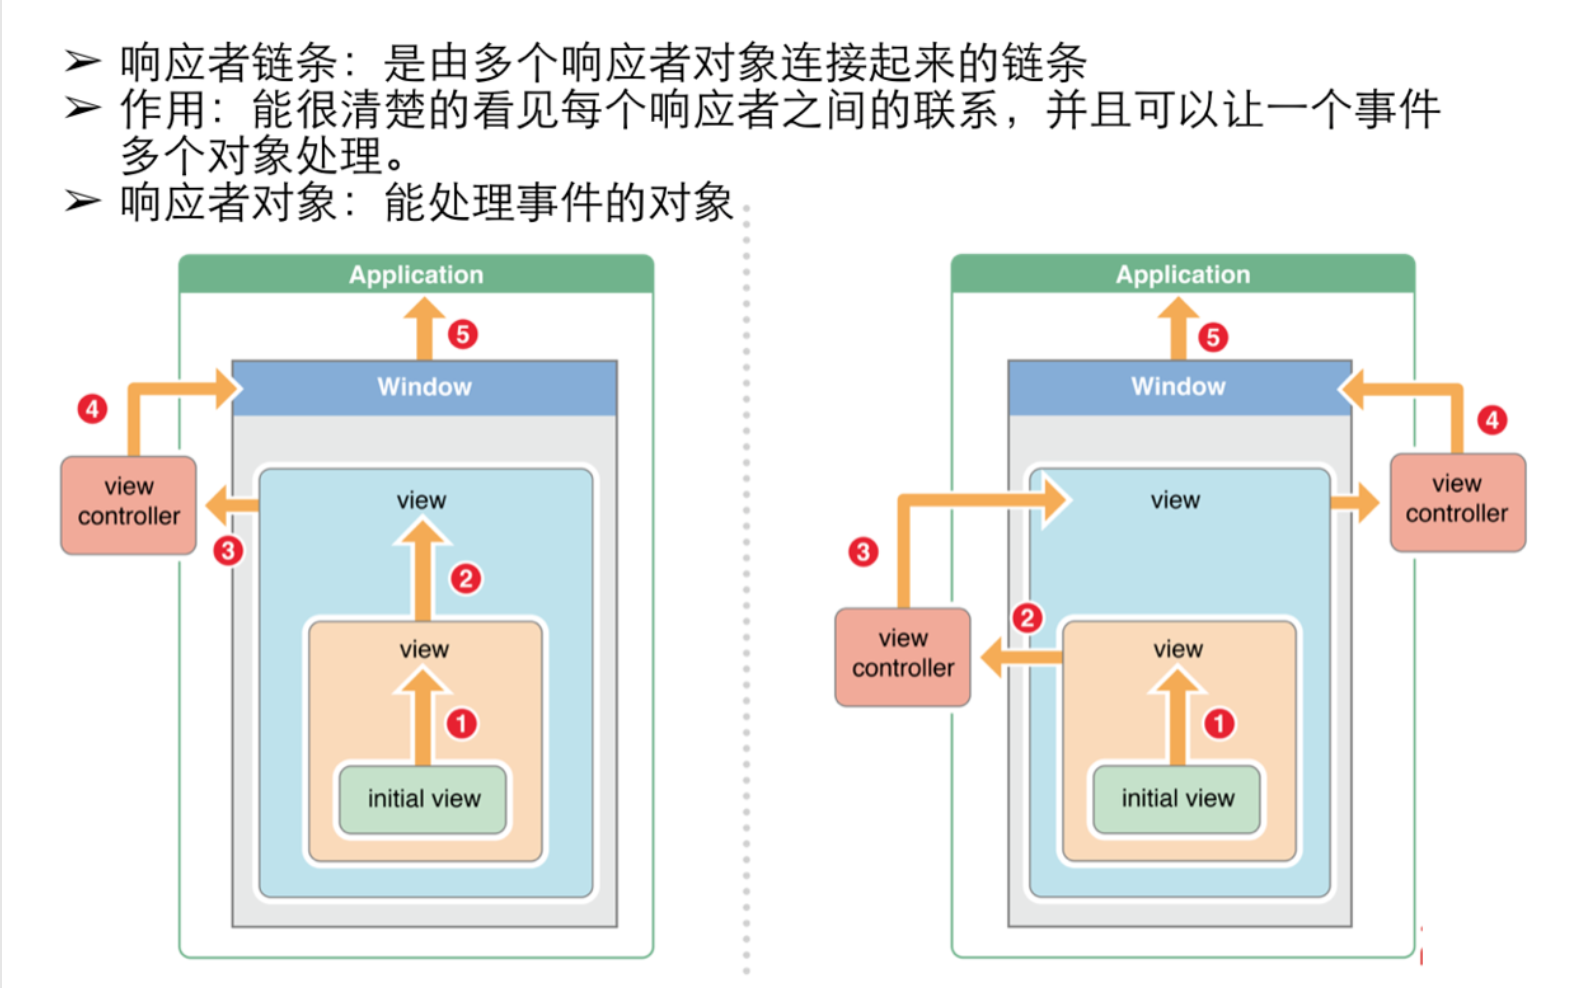 ➢ 响应者链条：是由多个响应者对象连接起来的链条
➢ 作用：能很清楚的看见每个响应者之间的联系，并且可以让一个事件
多个对象处理。
➢ 响应者对象：能处理事件的对象
Application
5
Window
4
view
controller
view
3
2
view
1
initial view
Application
5
Window
4
view
view
controller
3
2
view
controller
view
1
initial view